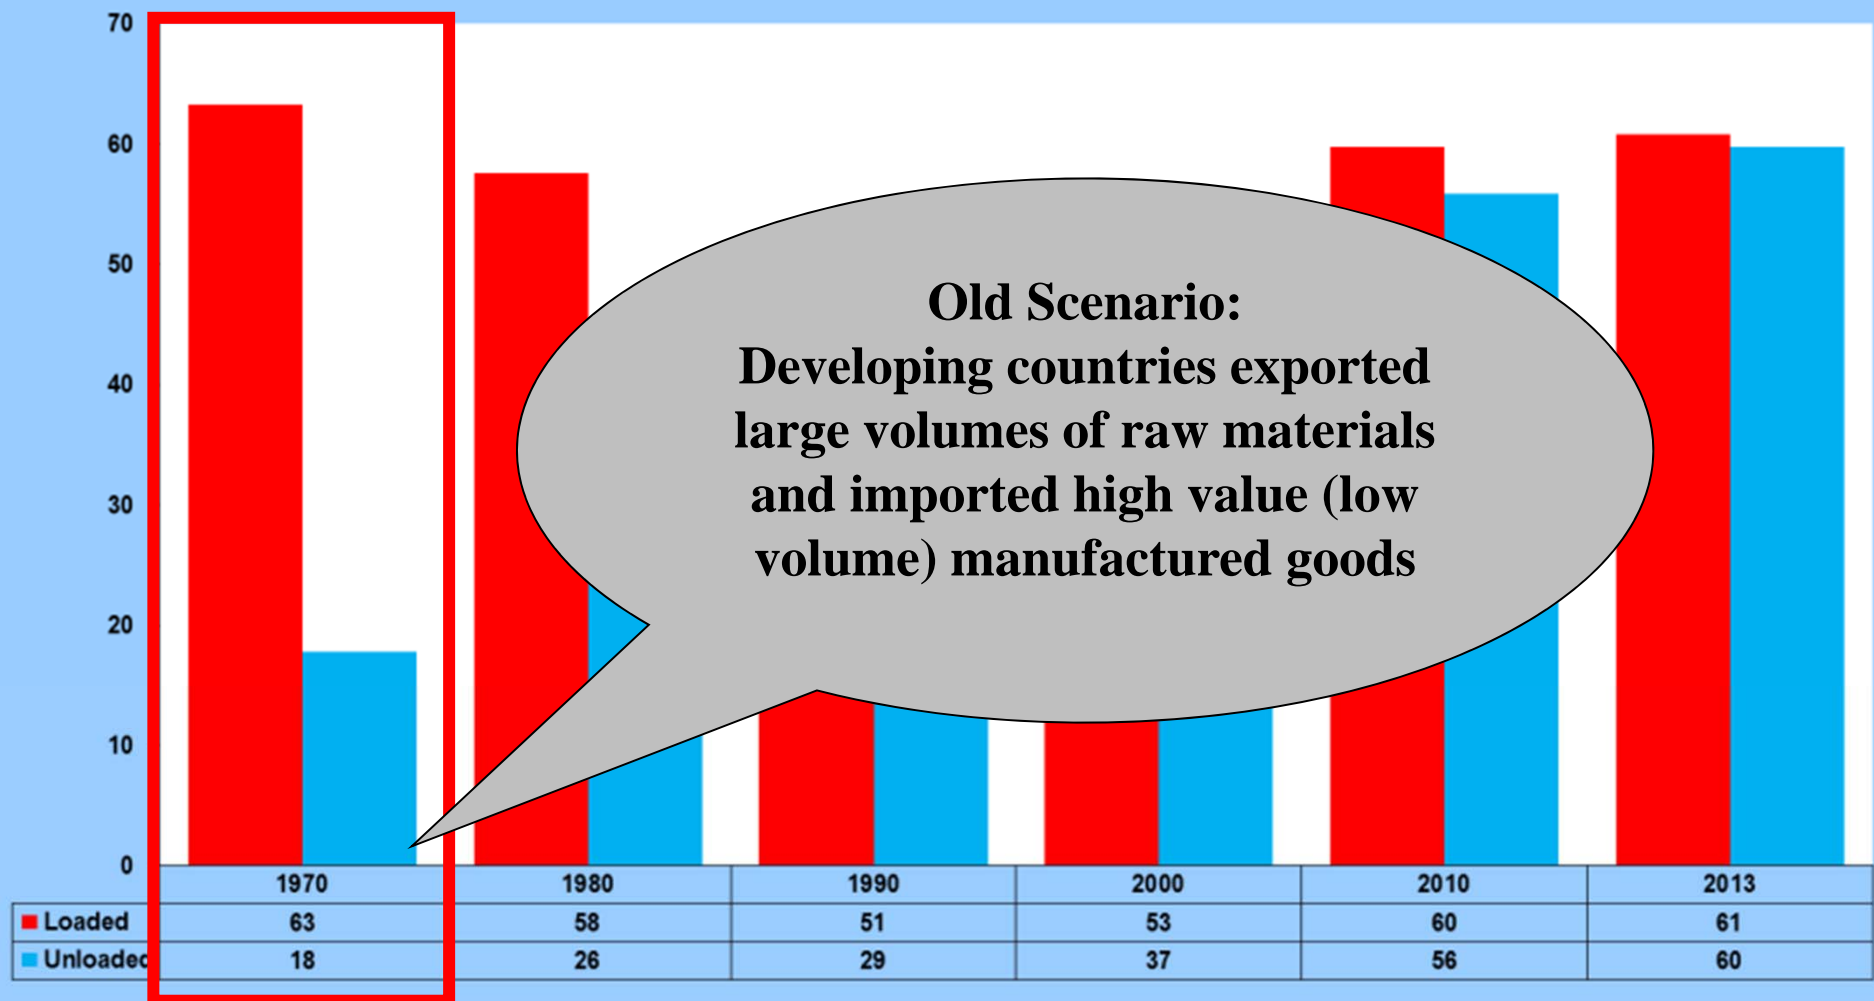 70
60
50
40
30
20
10
0
Old Scenario:
Developing countries exported
large volumes of raw materials
and imported high value (low
volume) manufactured goods
1970 1980 1990 2000 2010 2013
Loaded 63 58 51 53 60 61
Unloaded 18 26 29 37 56 60